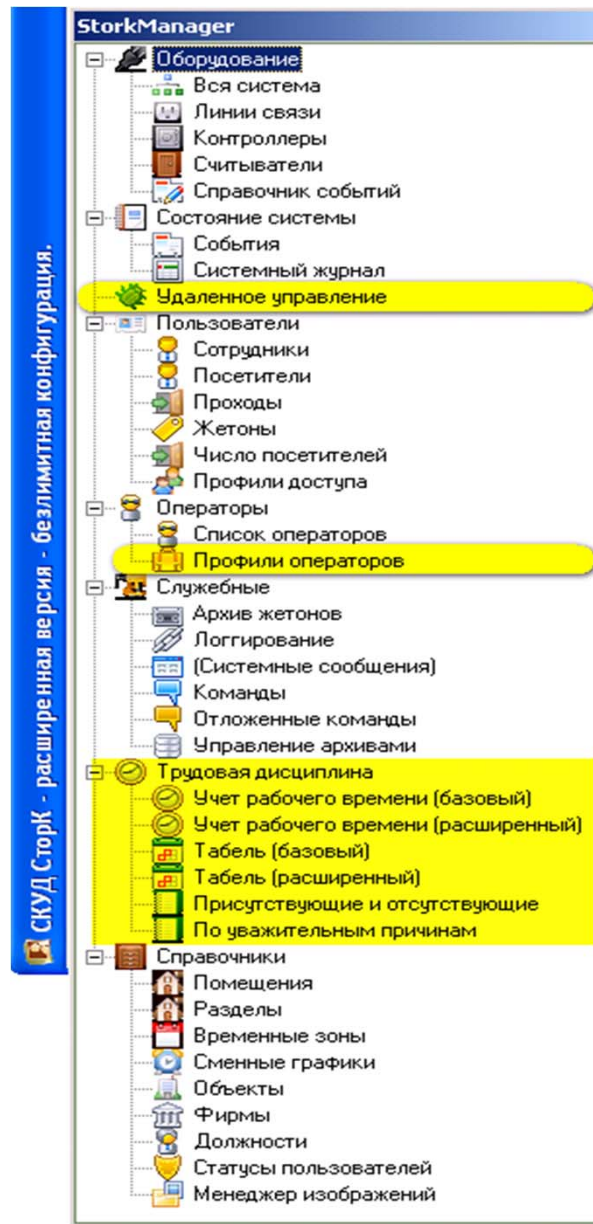 СКУД СторК - расширенная версия - безлимитная конфигурация.
StorkManager
Оборудование
Вся система
Линии связи
Контроллеры
Считыватели
Справочник событий
Состояние системы
События
Системный журнал
Удаленное управление
Пользователи
Сотрудники
Посетители
Проходы
Жетоны
Число посетителей
Профили доступа
Операторы
Список операторов
Профили операторов
Служебные
Архив жетонов
Логгирование
(Системные сообщения)
Команды
Отложенные команды
Управление архивами
Трудовая дисциплина
Учет рабочего времени (базовый)
Учет рабочего времени (расширенный)
Табель (базовый)
Табель (расширенный)
Присутствующие и отсутствующие
По уважительным причинам
Справочники
Помещения
Разделы
Временные зоны
Сменные графики
Объекты
Фирмы
Должности
Статусы пользователей
Менеджер изображений